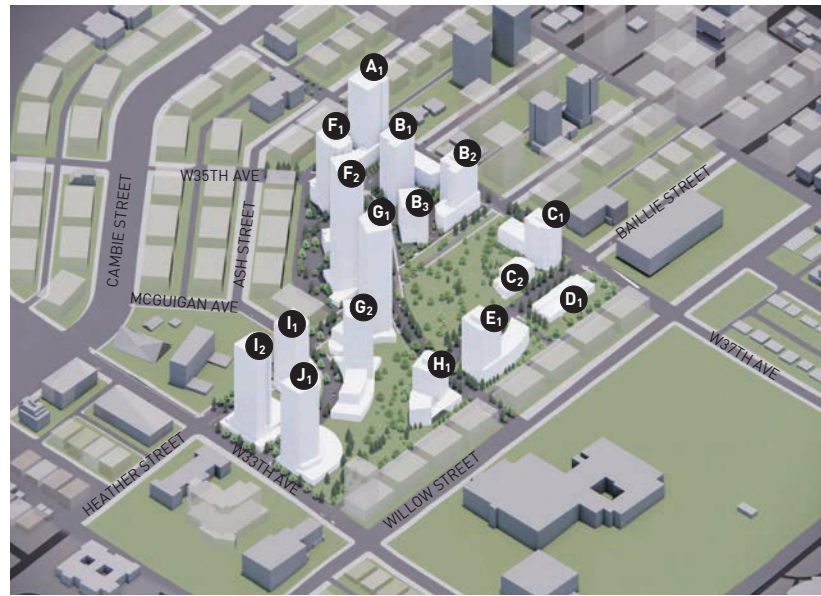 A1
F1
B1
B2
F2
W35TH AVE
B3
G1
C1
BAILLIE STREET
CAMBIE STREET
ASH STREET
C2
D1
MCGUIGAN AVE
G2
I1
E1
I2
W37TH AVE
H1
J1
HEATHER STREET
W33TH AVE
WILLOW STREET